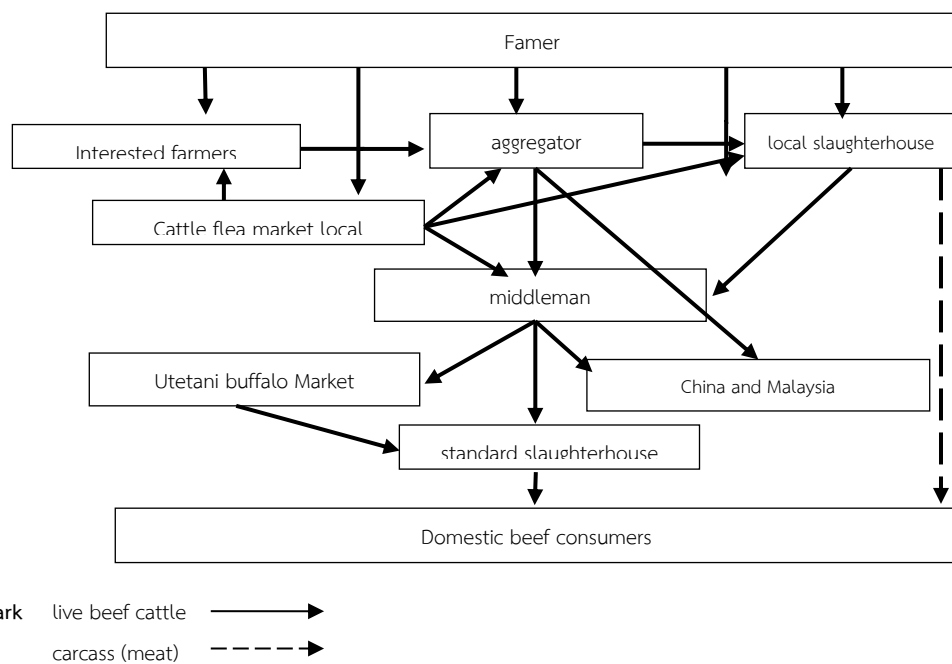 Famer
Interested farmers
aggregator
local slaughterhouse
Cattle flea market local
middleman
Utetani buffalo Market
China and Malaysia
standard slaughterhouse
Domestic beef consumers
ark live beef cattle
carcass (meat)